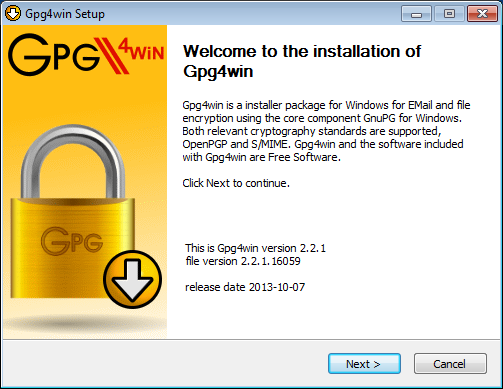 Gpg4win Setup
GPG4WiN
Welcome to the installation of
Gpg4win
Gpg4win is a installer package for Windows for EMail and file
encryption using the core component GnuPG for Windows.
Both relevant cryptography standards are supported,
OpenPGP and S/MIME. Gpg4win and the software included
with Gpg4win are Free Software.
Click Next to continue.
GPG
This is Gpg4win version 2.2.1
file version 2.2.1.16059
release date 2013-10-07
Next >
Cancel